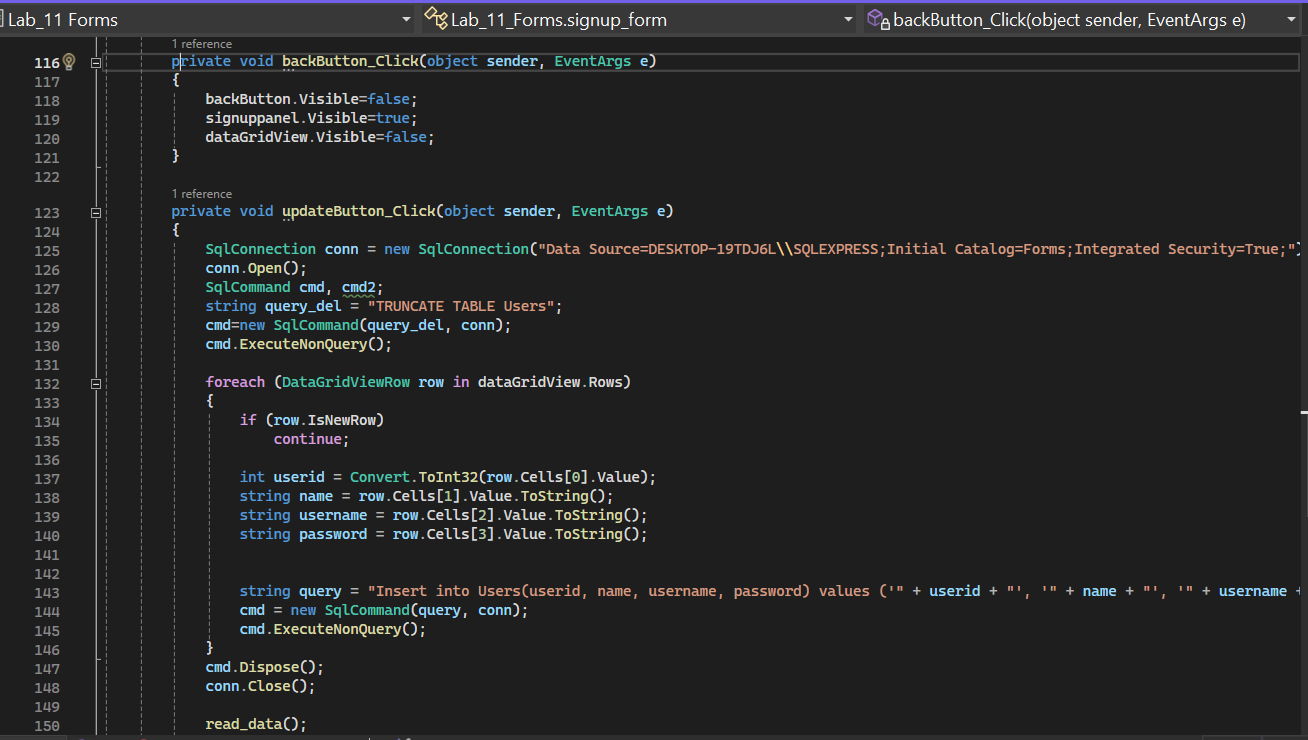 Lab_11 Forms
Lab_11_Forms.signup_form
backButton_Click(object sender, EventArgs e)
1 reference
116 private void backButton_Click(object sender, EventArgs e)
117 {
118 backButton.Visible=false;
119 signuppanel.Visible=true;
120 dataGridView.Visible=false;
121 }
122
1 reference
123 private void updateButton_Click(object sender, EventArgs e)
124 {
125 SqlConnection conn = new SqlConnection("Data Source=DESKTOP-19TDJ6L\\SQLEXPRESS;Initial Catalog=Forms;Integrated Security=True;")
126 conn.Open();
127 SqlCommand cmd, cmd2;
128 string query_del = "TRUNCATE TABLE Users";
129 cmd=new SqlCommand(query_del, conn);
130 cmd.ExecuteNonQuery();
131
132 foreach (DataGridViewRow row in dataGridView.Rows)
133 {
134 if (row.IsNewRow)
135 continue;
136
137 int userid = Convert.ToInt32(row.Cells[0].Value);
138 string name = row.Cells[1].Value.ToString();
139 string username = row.Cells[2].Value.ToString();
140 string password = row.Cells[3].Value.ToString();
141
142
143 string query = "Insert into Users(userid, name, username, password) values ('" + userid + "', '" + name + "', '" + username +
144 cmd = new SqlCommand(query, conn);
145 cmd.ExecuteNonQuery();
146 }
147 cmd.Dispose();
148 conn.Close();
149
150 read_data();